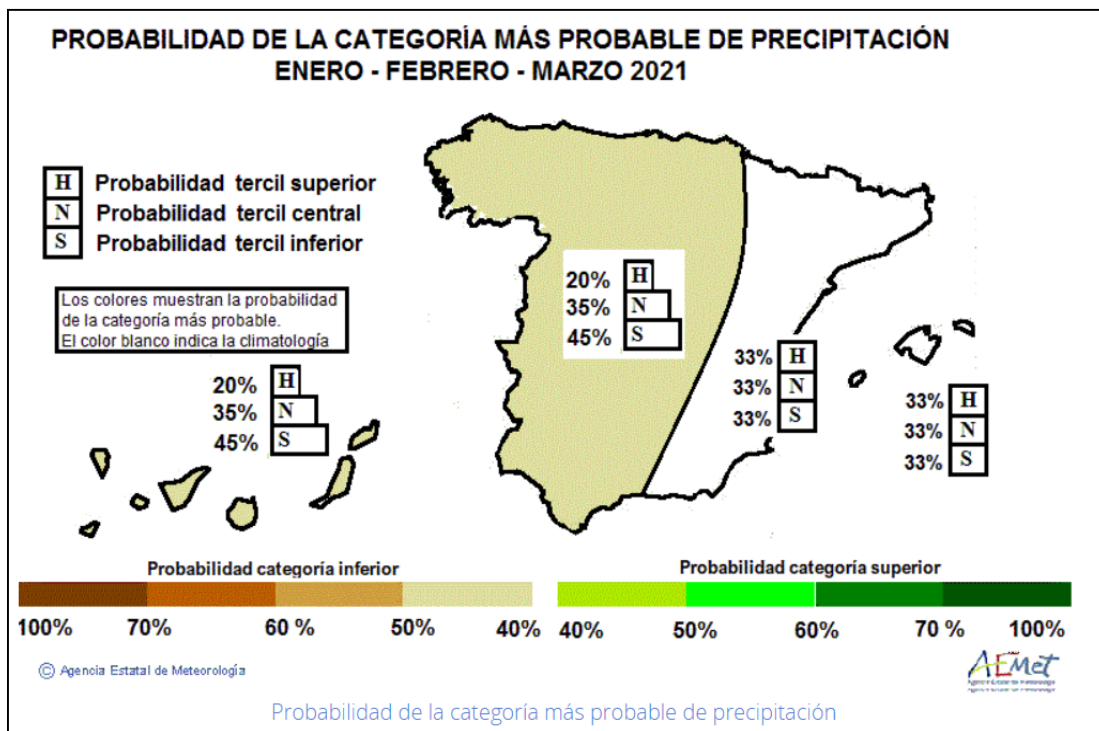 PROBABILIDAD DE LA CATEGORÍA MÁS PROBABLE DE PRECIPITACIÓN
ENERO - FEBRERO - MARZO 2021
H Probabilidad tercil superior
N Probabilidad tercil central
S Probabilidad tercil inferior
Los colores muestran la probabilidad
de la categoría más probable.
El color blanco indica la climatología
20% H
35% N
45% S
20% H
35% N
45% S
33% H
33% N
33% S
33% H
33% N
33% S
Probabilidad categoría inferior
100% 70% 60 % 50% 40%
Probabilidad categoría superior
40% 50% 60% 70 % 100%
© Agencia Estatal de Meteorología
AEMet
Agencia Estatal de Meteorología
Probabilidad de la categoría más probable de precipitación